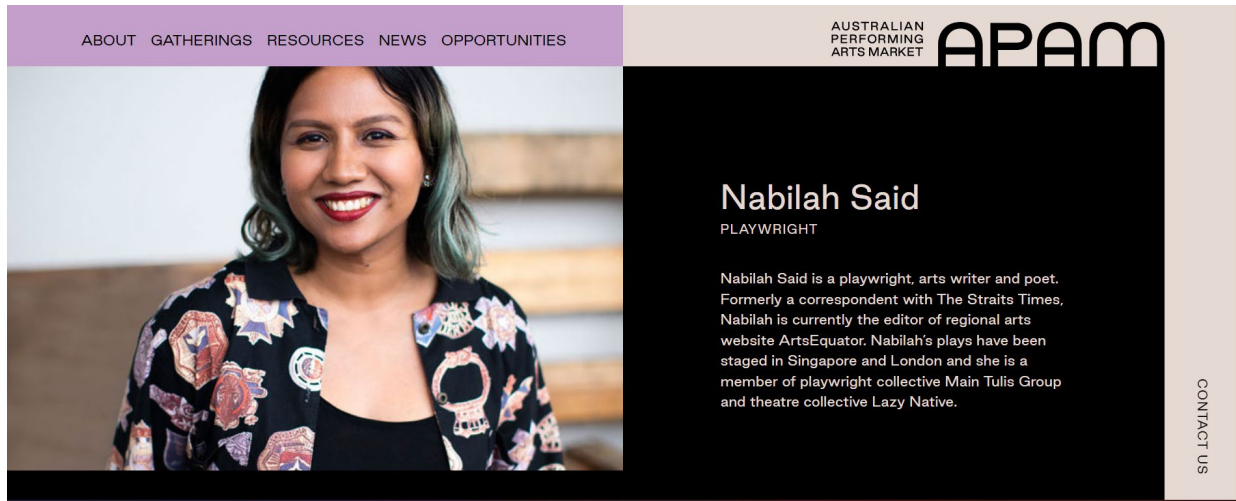 ABOUT GATHERINGS RESOURCES NEWS OPPORTUNITIES
AUSTRALIAN
PERFORMING
ARTS MARKET
APAM
Nabilah Said
PLAYWRIGHT
Nabilah Said is a playwright, arts writer and poet.
Formerly a correspondent with The Straits Times,
Nabilah is currently the editor of regional arts
website ArtsEquator. Nabilah's plays have been
staged in Singapore and London and she is a
member of playwright collective Main Tulis Group
and theatre collective Lazy Native.
CONTACT US